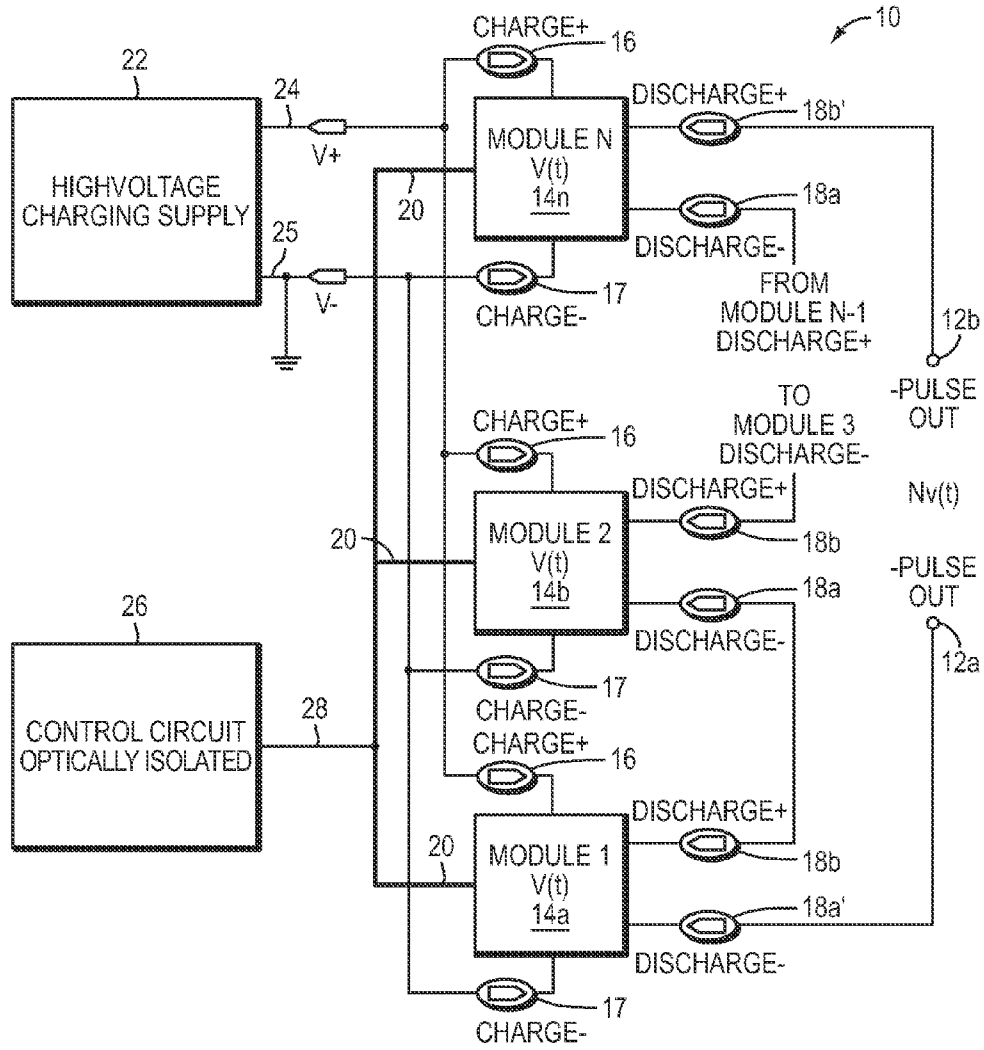 10
CHARGE+
16
22
24
V+
HIGHVOLTAGE
CHARGING SUPPLY
25
V-
20
MODULE N
V(t)
14n
DISCHARGE+
18b'
18a
DISCHARGE-
CHARGE-
17
FROM
MODULE N-1
DISCHARGE+
12b
-PULSE
OUT
TO
MODULE 3
DISCHARGE-
CHARGE+
16
20
MODULE 2
V(t)
14b
DISCHARGE+
18b
18a
DISCHARGE-
Nv(t)
-PULSE
OUT
12a
CHARGE-
17
26
CONTROL CIRCUIT
OPTICALLY ISOLATED
28
CHARGE+
16
20
MODULE 1
V(t)
14a
DISCHARGE+
18b
18a'
DISCHARGE-
CHARGE-
17